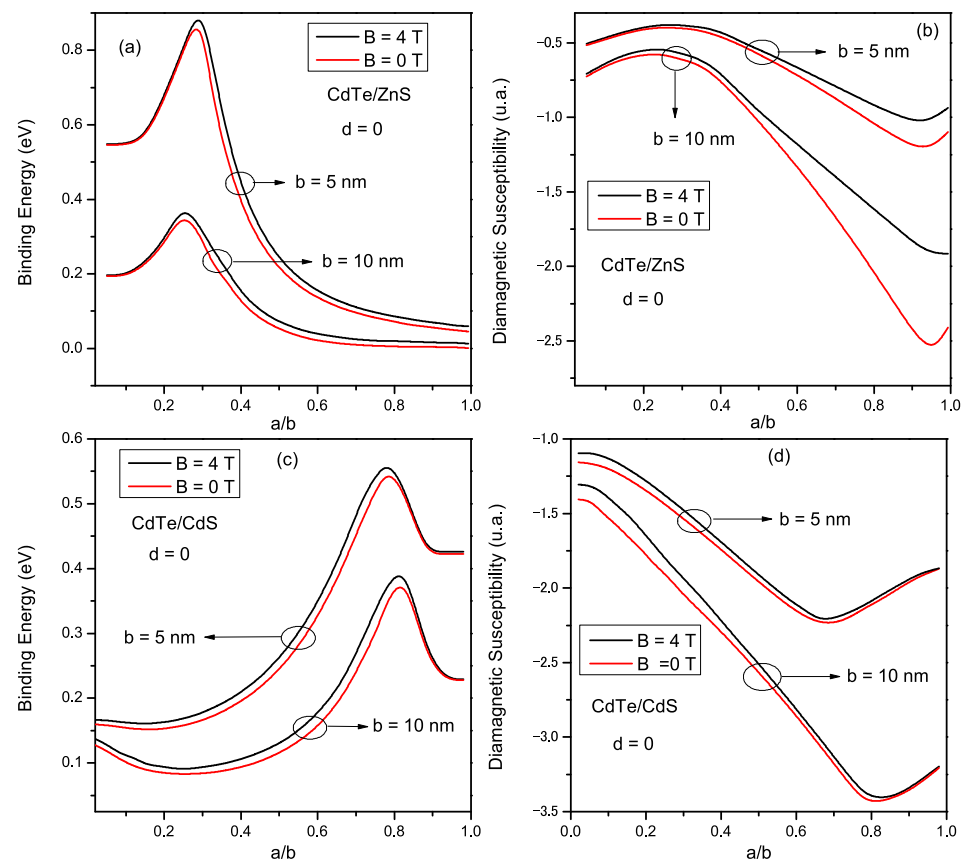 (a)
B = 4 T
B = 0 T
CdTe/ZnS
d = 0
b = 5 nm
b = 10 nm
Binding Energy (eV)
0.8
0.6
0.4
0.2
0.0
0.2
0.4
0.6
0.8
1.0
a/b
(b)
b = 5 nm
b = 10 nm
B = 4 T
B = 0 T
CdTe/ZnS
d = 0
Diamagnetic Susceptibility (u.a.)
−0.5
−1.0
−1.5
−2.0
−2.5
0.0
0.2
0.4
0.6
0.8
1.0
a/b
(c)
B = 4 T
B = 0 T
CdTe/CdS
d = 0
b = 5 nm
b = 10 nm
Binding Energy (eV)
0.6
0.5
0.4
0.3
0.2
0.1
0.2
0.4
0.6
0.8
1.0
a/b
(d)
b = 5 nm
B = 4 T
B =0 T
b = 10 nm
CdTe/CdS
d = 0
Diamagnetic Susceptibility (u.a.)
−1.0
−1.5
−2.0
−2.5
−3.0
−3.5
0.0
0.2
0.4
0.6
0.8
1.0
a/b